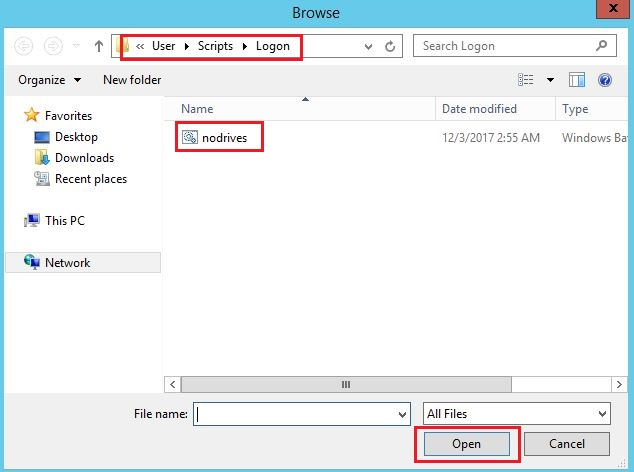 Browse
x
« User ▸ Scripts ▸ Logon
Search Logon
Organize ▾
New folder
Name
Date modified
Type
Favorites
Desktop
Downloads
Recent places
This PC
Network
nodrives
12/3/2017 2:55 AM
Windows Ba
File name:
All Files
Open
Cancel